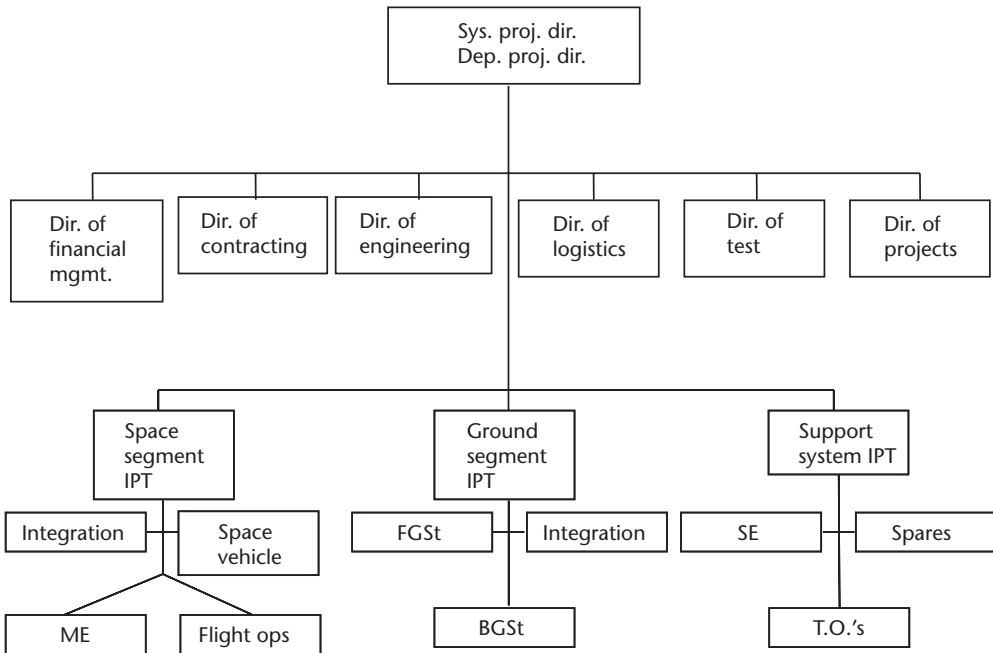 Sys. proj. dir.
Dep. proj. dir.
Dir. of
financial
mgmt.
Dir. of
contracting
Dir. of
engineering
Dir. of
logistics
Dir. of
test
Dir. of
projects
Space
segment
IPT
Ground
segment
IPT
Support
system IPT
Integration
Space
vehicle
FGSt
Integration
SE
Spares
ME
Flight ops
BGSt
T.O.'s